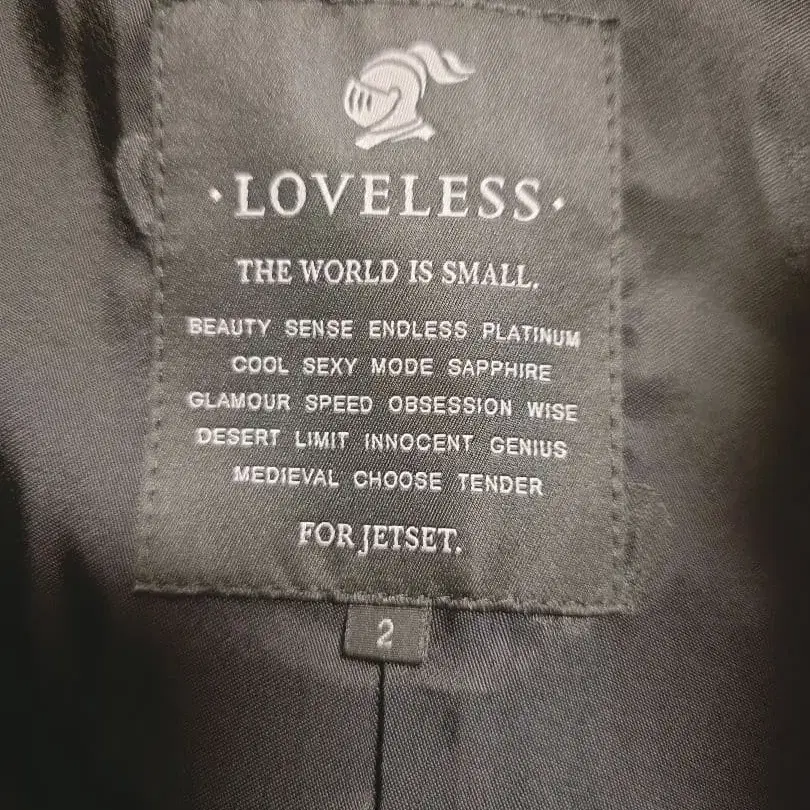 ·LOVELESS·
THE WORLD IS SMALL.
BEAUTY SENSE ENDLESS PLATINUM
COOL SEXY MODE SAPPHIRE
GLAMOUR SPEED OBSESSION WISE
DESERT LIMIT INNOCENT GENIUS
MEDIEVAL CHOOSE TENDER
FOR JETSET.
2